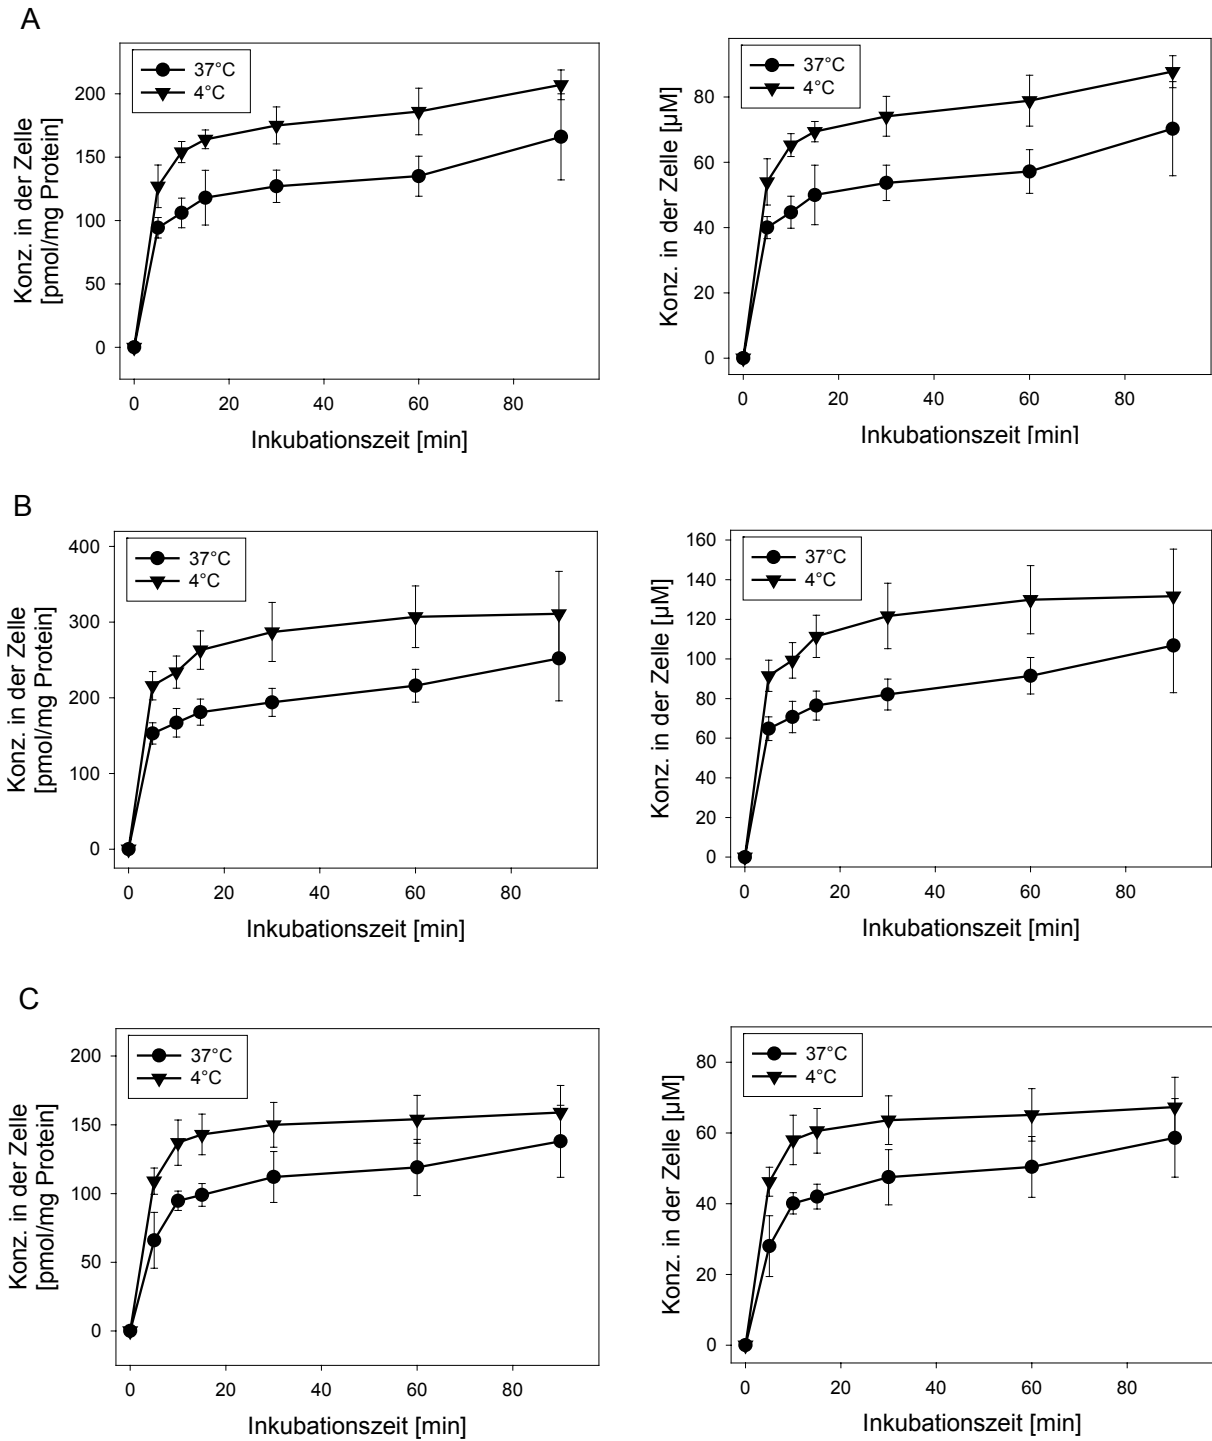 A
37°C
4°C
Konz. in der Zelle
[pmol/mg Protein]
200
150
100
50
0
0 20 40 60 80
Inkubationszeit [min]
37°C
4°C
Konz. in der Zelle [µM]
80
60
40
20
0
0 20 40 60 80
Inkubationszeit [min]
B
37°C
4°C
Konz. in der Zelle
[pmol/mg Protein]
400
300
200
100
0
0 20 40 60 80
Inkubationszeit [min]
37°C
4°C
Konz. in der Zelle [µM]
160
140
120
100
80
60
40
20
0
0 20 40 60 80
Inkubationszeit [min]
C
37°C
4°C
Konz. in der Zelle
[pmol/mg Protein]
200
150
100
50
0
0 20 40 60 80
Inkubationszeit [min]
37°C
4°C
Konz. in der Zelle [µM]
80
60
40
20
0
0 20 40 60 80
Inkubationszeit [min]